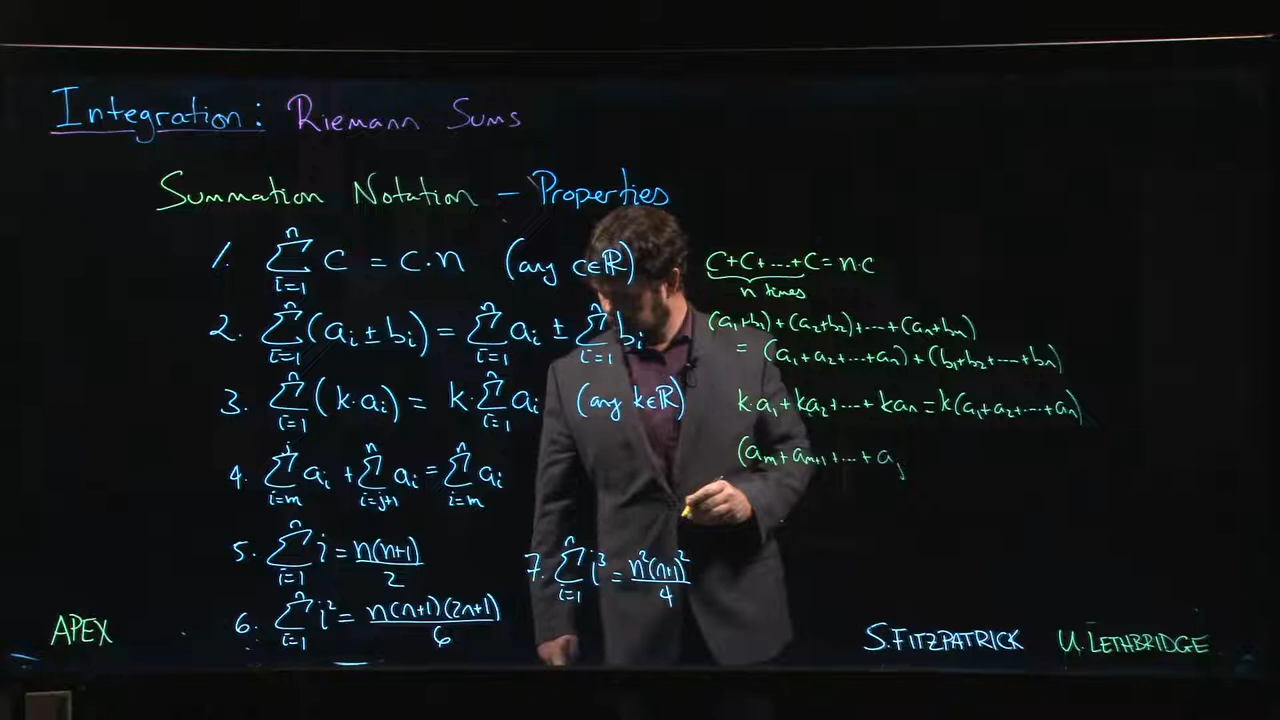 Integration: Riemann Sums
Summation Notation – Properties
1. ∑_{i=1}^{n} c = c·n (any c∈ℝ)
c+c+...+c = n·c
n times
2. ∑_{i=1}^{n} (a_i ± b_i) = ∑_{i=1}^{n} a_i ± ∑_{i=1}^{n} b_i
(a_1+b_1)+(a_2+b_2)+...+(a_n+b_n)
= (a_1+a_2+...+a_n)+(b_1+b_2+...+b_n)
3. ∑_{i=1}^{n} (k·a_i) = k·∑_{i=1}^{n} a_i (any k∈ℝ)
k·a_1+ka_2+...+ka_n=k(a_1+a_2+...+a_n)
4. ∑_{i=m}^{j} a_i + ∑_{i=j+1}^{n} a_i = ∑_{i=m}^{n} a_i
(a_m+a_{m+1}+...+a_j
5. ∑_{i=1}^{n} i = n(n+1)/2
6. ∑_{i=1}^{n} i² = n(n+1)(2n+1)/6
7. ∑_{i=1}^{n} i³ = n²(n+1)²/4
APEX
S.FITZPATRICK U.LETHBRIDGE